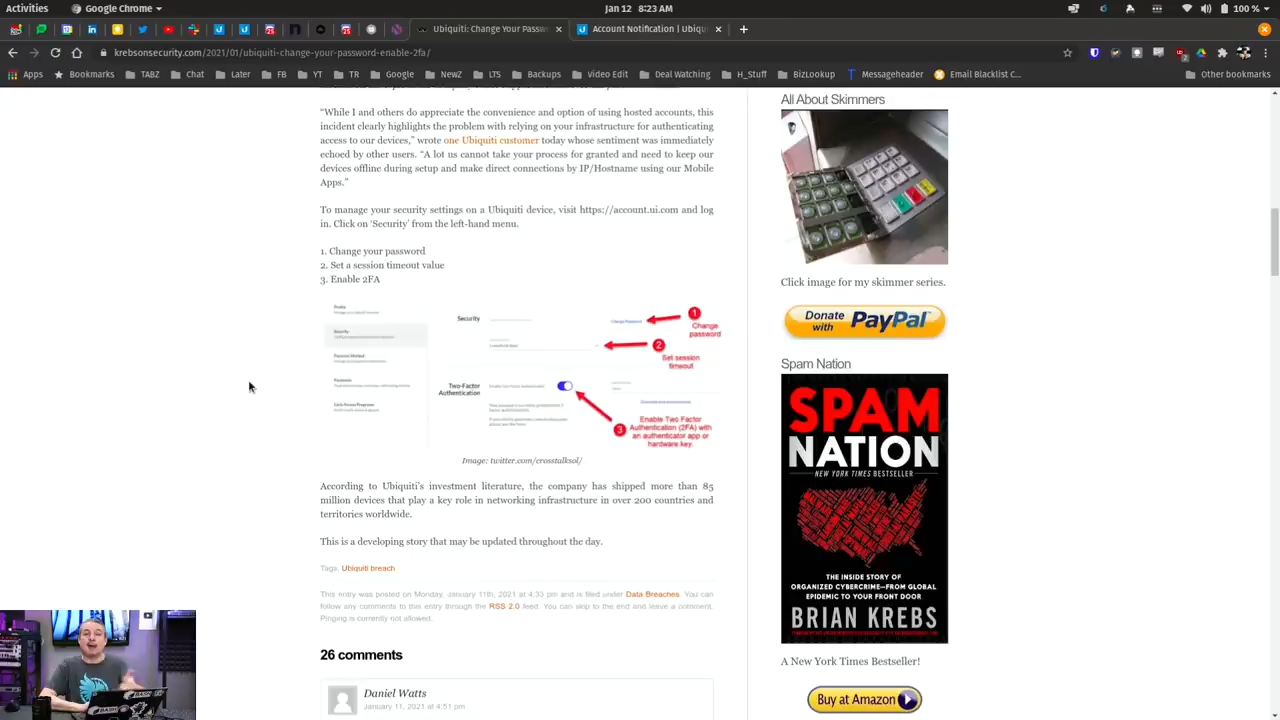 Activities
Google Chrome
Jan 12 8:23 AM
100 %
Ubiquiti: Change Your Passw
Account Notification | Ubiqu
krebsonsecurity.com/2021/01/ubiquiti-change-password-enable-2fa/
Apps
Bookmarks
TABZ
Chat
Later
FB
YT
TR
Google
NewZ
LTS
Backups
Video Edit
Deal Watching
H_Stuff
BizLookup
Messageheader
Email Blacklist C...
Other bookmarks
“While I and others do appreciate the convenience and option of using hosted accounts, this
incident clearly highlights the problem with relying on your infrastructure for authenticating
access to our devices,” wrote one Ubiquiti customer today whose sentiment was immediately
echoed by other users. “A lot us cannot take your process for granted and need to keep our
devices offline during setup and make direct connections by IP/Hostname using our Mobile
Apps.”
To manage your security settings on a Ubiquiti device, visit https://account.ui.com and log
in. Click on ‘Security’ from the left-hand menu.
1. Change your password
2. Set a session timeout value
3. Enable 2FA
Profile
Security
Payments
Security
Change Password
1
Change
password
2
Set session
timeout
Two-Factor
Authentication
3
Enable Two Factor
Authentication (2FA) with
an authenticator app or
hardware key.
Image: twitter.com/crosstalksol/
According to Ubiquiti’s investment literature, the company has shipped more than 85
million devices that play a key role in networking infrastructure in over 200 countries and
territories worldwide.
This is a developing story that may be updated throughout the day.
Tags: Ubiquiti breach
This entry was posted on Monday, January 11th, 2021 at 4:33 pm and is filed under Data Breaches. You can
follow any comments to this entry through the RSS 2.0 feed. You can skip to the end and leave a comment.
Pinging is currently not allowed.
26 comments
Daniel Watts
January 11, 2021 at 4:51 pm
All About Skimmers
Click image for my skimmer series.
Donate
with PayPal
Spam Nation
SPAM
NATION
NEW YORK TIMES BESTSELLER
THE INSIDE STORY OF
ORGANIZED CYBERCRIME—FROM GLOBAL
EPIDEMIC TO YOUR FRONT DOOR
BRIAN KREBS
A New York Times Bestseller!
Buy at Amazon